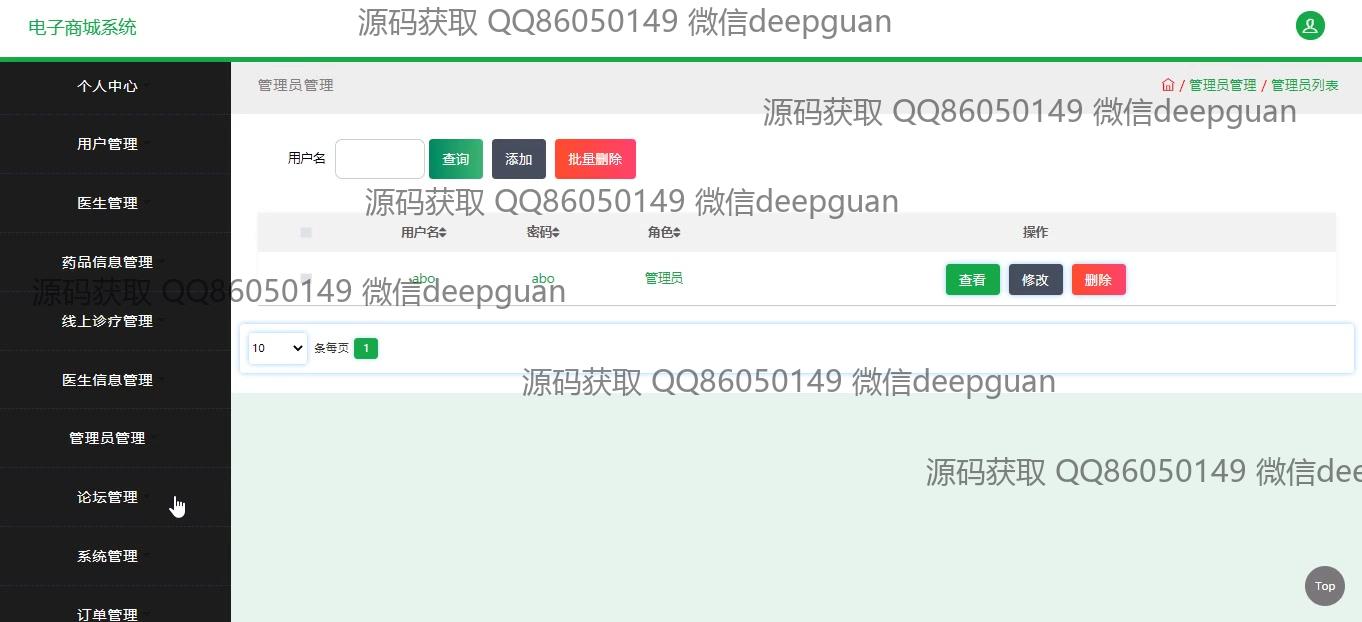 电子商城系统
源码获取 QQ86050149 微信deepguan
个人中心
管理员管理
/ 管理员管理 / 管理员列表
源码获取 QQ86050149 微信deepguan
用户管理
用户名 查询 添加 批量删除
医生管理
源码获取 QQ86050149 微信deepguan
用户名 密码 角色 操作
药品信息管理
abo abo 管理员 查看 修改 删除
源码获取 QQ86050149 微信deepguan
线上诊疗管理
10 条每页 1
医生信息管理
源码获取 QQ86050149 微信deepguan
管理员管理
源码获取 QQ86050149 微信dee
论坛管理
系统管理
Top
订单管理